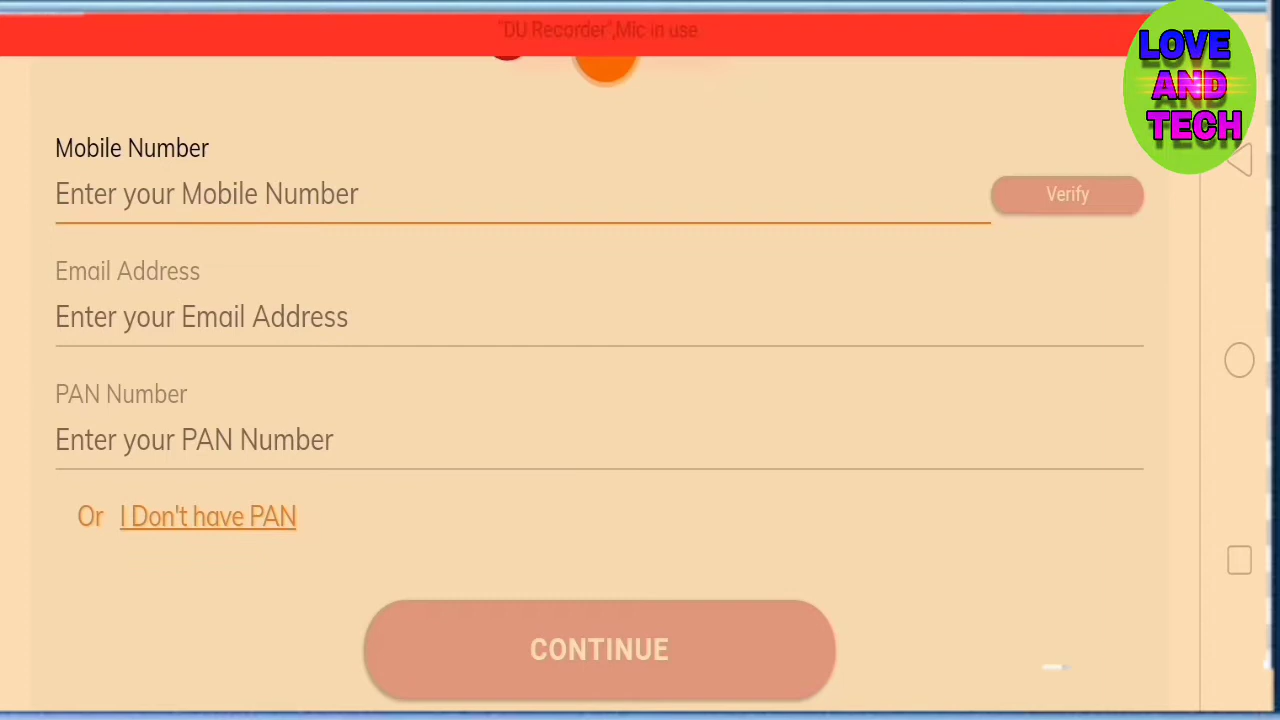 "DU Recorder",Mic in use
LOVE
AND
TECH
Mobile Number
Enter your Mobile Number
Verify
Email Address
Enter your Email Address
PAN Number
Enter your PAN Number
Or I Don't have PAN
CONTINUE